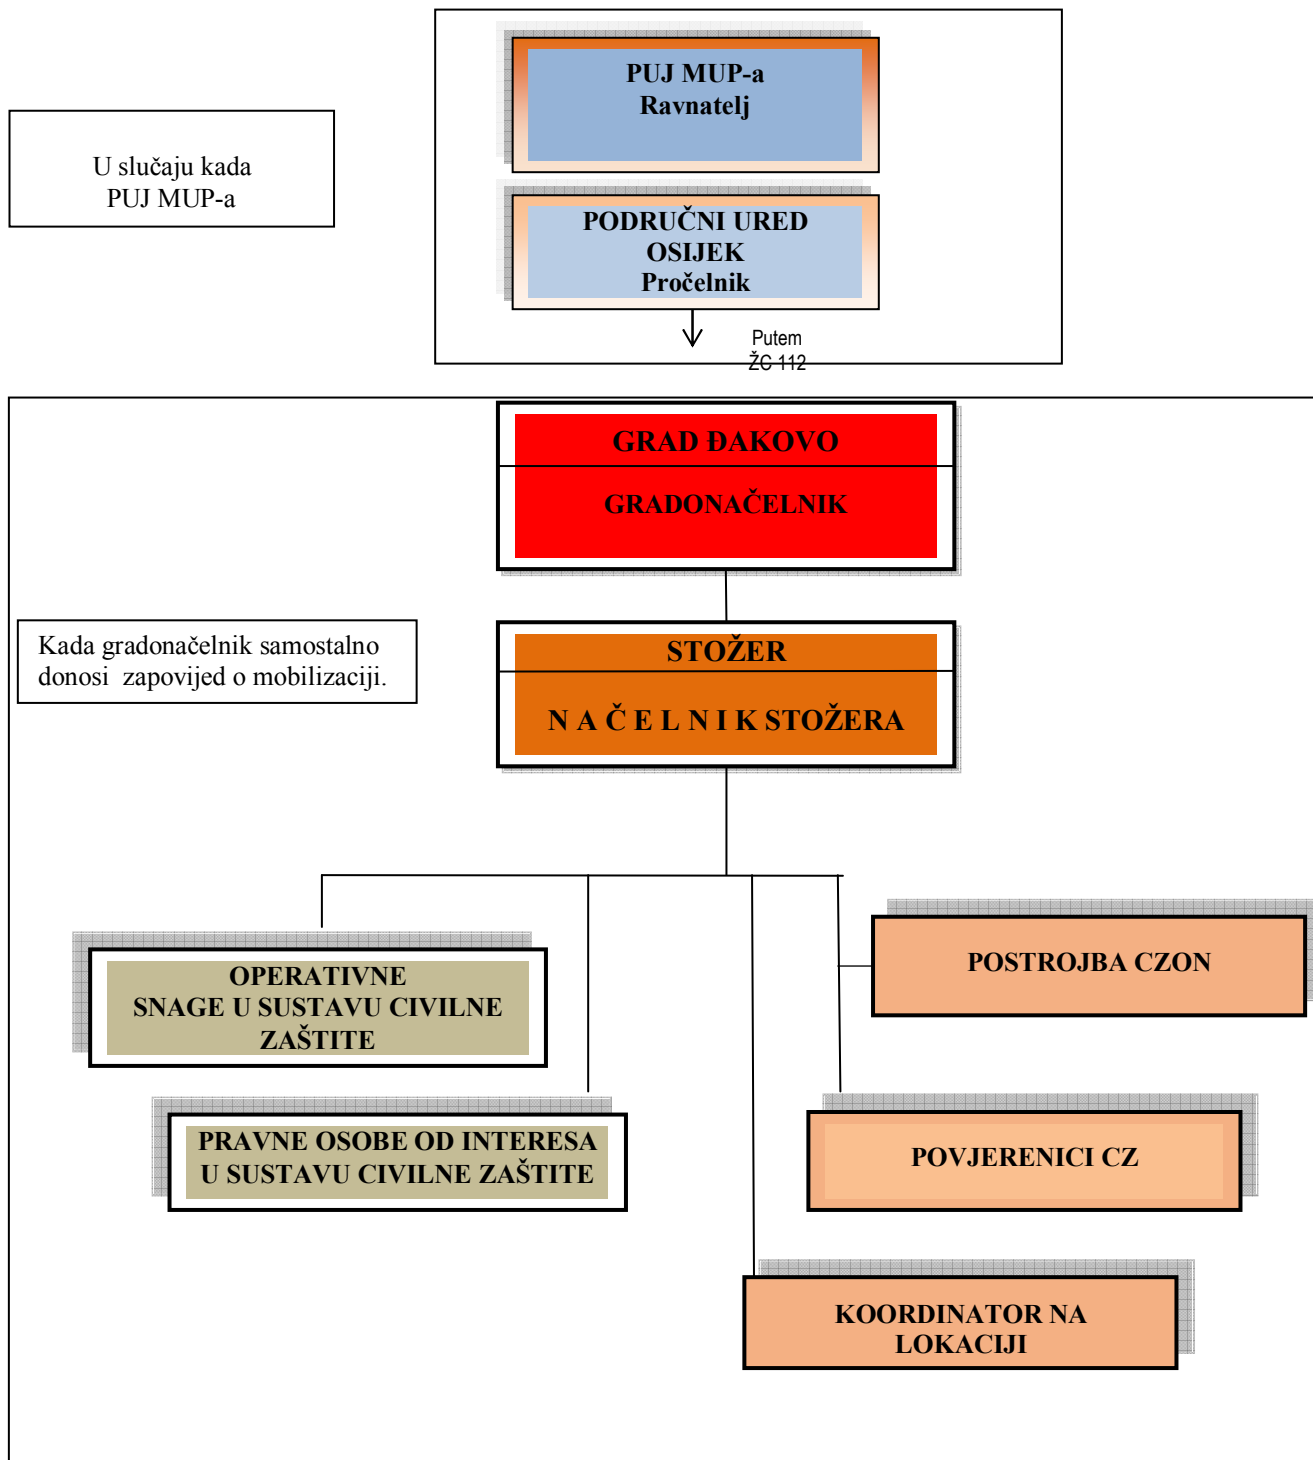 PUJ MUP-a
Ravnatelj
U slučaju kada
PUJ MUP-a
PODRUČNI URED
OSIJEK
Pročelnik
Putem
ŽC 112
GRAD ĐAKOVO
GRADONAČELNIK
Kada gradonačelnik samostalno
donosi zapovijed o mobilizaciji.
STOŽER
N A Č E L N I K STOŽERA
OPERATIVNE
SNAGE U SUSTAVU CIVILNE
ZAŠTITE
POSTROJBA CZON
PRAVNE OSOBE OD INTERESA
U SUSTAVU CIVILNE ZAŠTITE
POVJERENICI CZ
KOORDINATOR NA
LOKACIJI